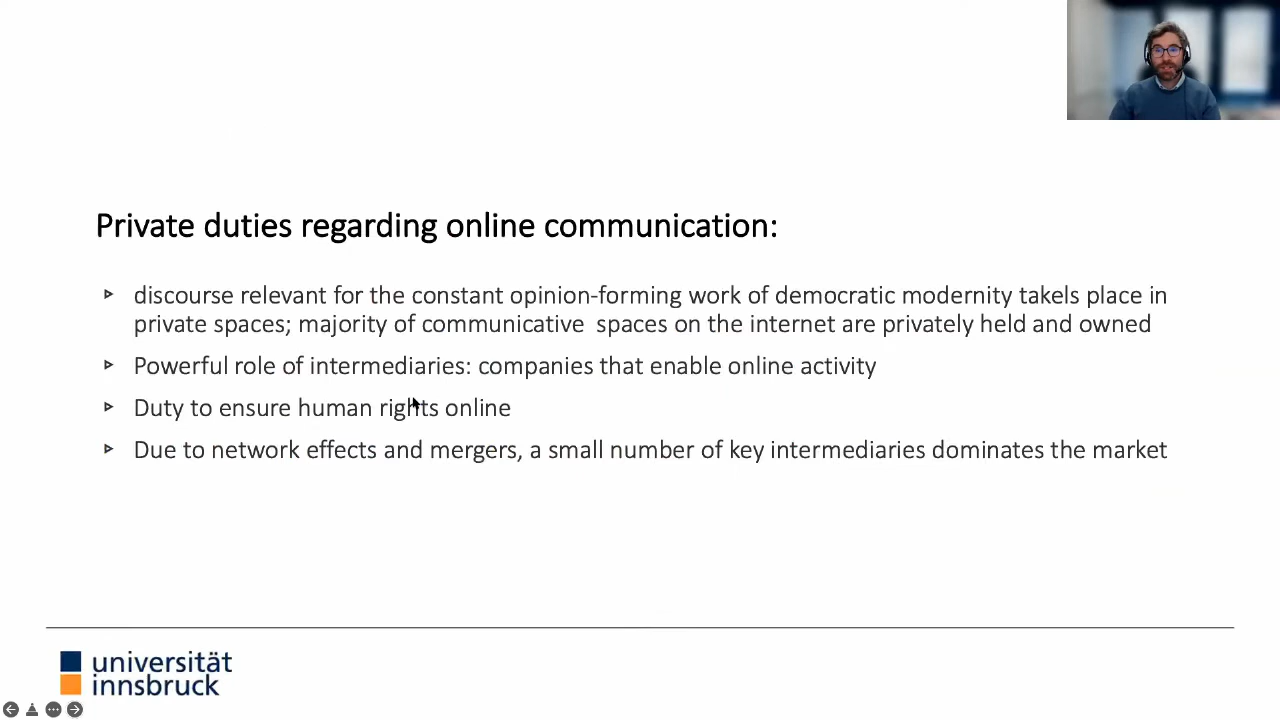 Private duties regarding online communication:
discourse relevant for the constant opinion-forming work of democratic modernity takels place in
private spaces; majority of communicative  spaces on the internet are privately held and owned
Powerful role of intermediaries: companies that enable online activity
Duty to ensure human rights online
Due to network effects and mergers, a small number of key intermediaries dominates the market
universität
innsbruck